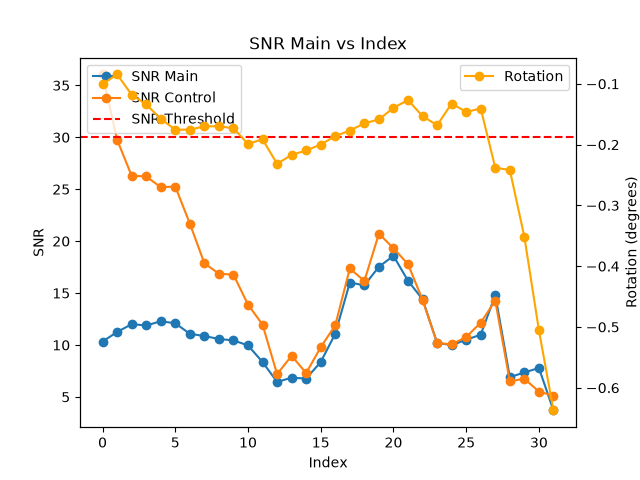 SNR Main vs Index
SNR Main
SNR Control
SNR Threshold
Rotation
35
30
25
20
15
10
5
SNR
−0.1
−0.2
−0.3
−0.4
−0.5
−0.6
Rotation (degrees)
0
5
10
15
20
25
30
Index